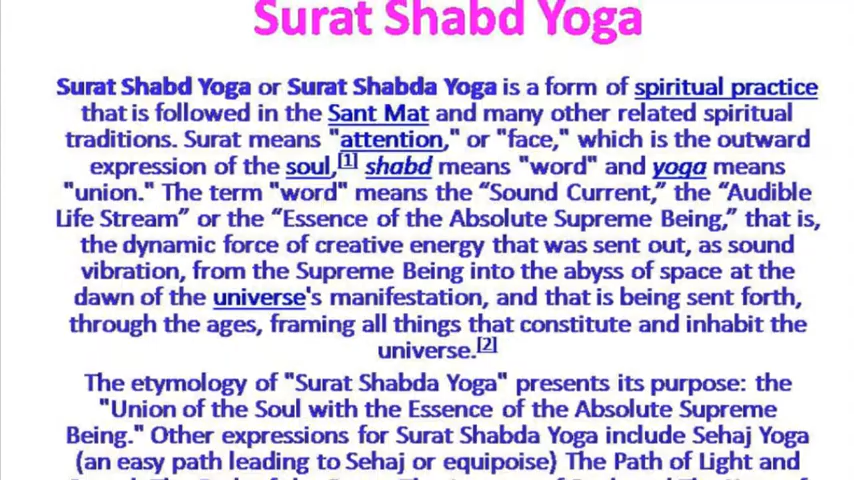 Surat Shabd Yoga
Surat Shabd Yoga or Surat Shabda Yoga is a form of spiritual practice
that is followed in the Sant Mat and many other related spiritual
traditions. Surat means "attention," or "face," which is the outward
expression of the soul,[1] shabd means "word" and yoga means
"union." The term "word" means the “Sound Current,” the “Audible
Life Stream” or the “Essence of the Absolute Supreme Being,” that is,
the dynamic force of creative energy that was sent out, as sound
vibration, from the Supreme Being into the abyss of space at the
dawn of the universe's manifestation, and that is being sent forth,
through the ages, framing all things that constitute and inhabit the
universe.[2]
The etymology of "Surat Shabda Yoga" presents its purpose: the
"Union of the Soul with the Essence of the Absolute Supreme
Being." Other expressions for Surat Shabda Yoga include Sehaj Yoga
(an easy path leading to Sehaj or equipoise) The Path of Light and